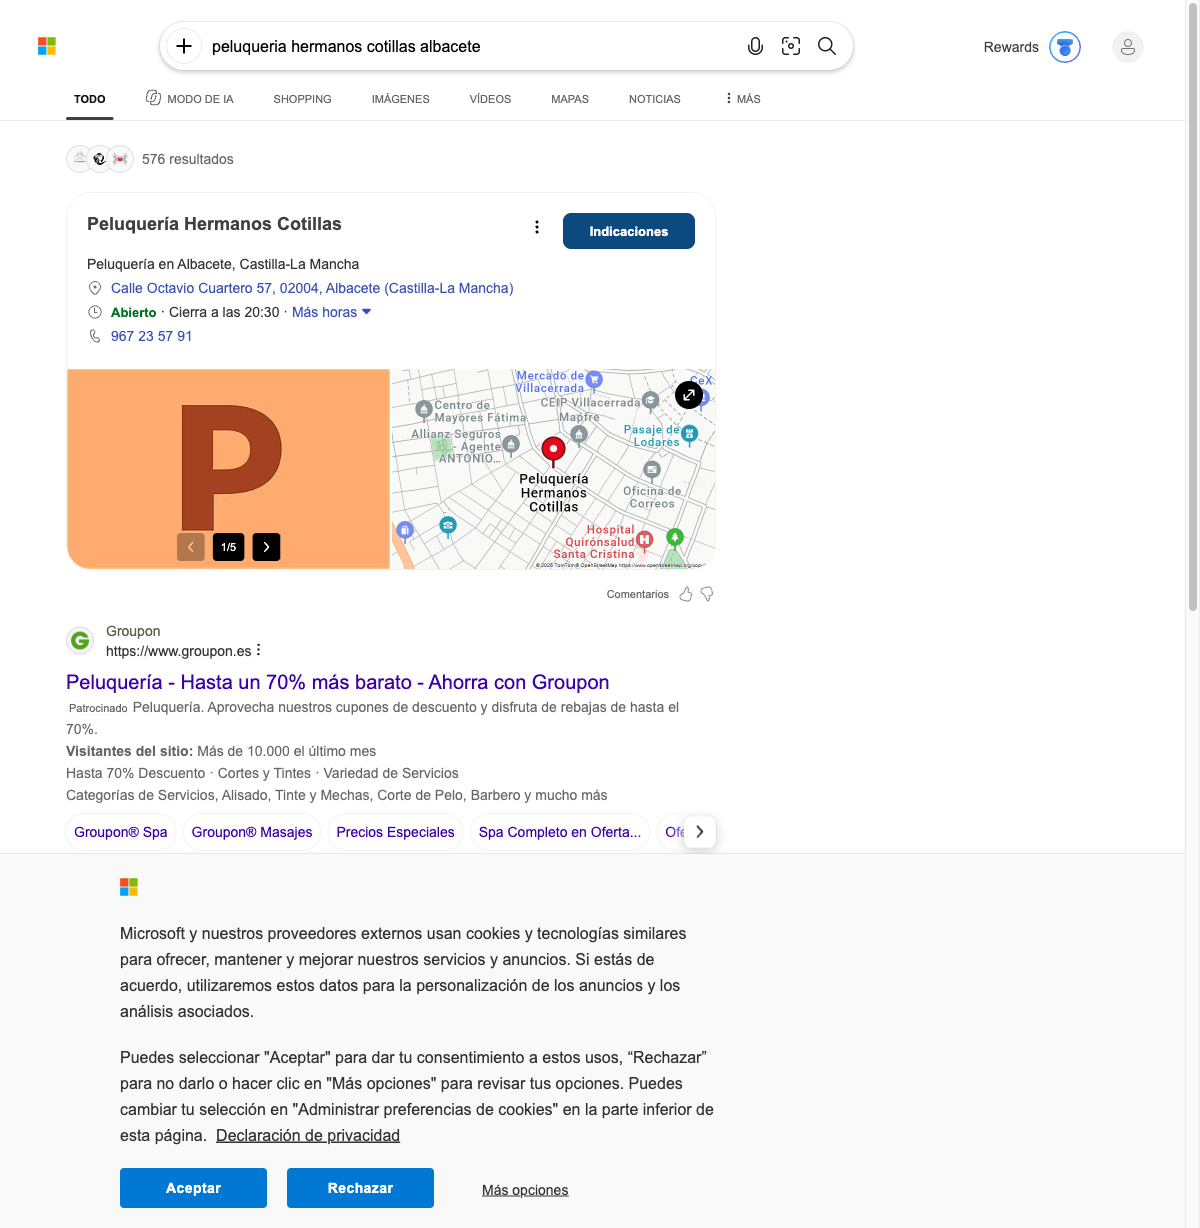 peluqueria hermanos cotillas albacete
Rewards
TODO
MODO DE IA
SHOPPING
IMÁGENES
VÍDEOS
MAPAS
NOTICIAS
MÁS
576 resultados
Peluquería Hermanos Cotillas
Indicaciones
Peluquería en Albacete, Castilla-La Mancha
Calle Octavio Cuartero 57, 02004, Albacete (Castilla-La Mancha)
Abierto · Cierra a las 20:30 · Más horas
967 23 57 91
P
1/5
Mercado de
Villacerrada
CeX
CEIP Villacerrada
Centro de
Mayores Fátima
Mapfre
Allianz Seguros
- Agente
ANTONIO...
Pasaje de
Lodares
Peluquería
Hermanos
Cotillas
Oficina de
Correos
Hospital
Quirónsalud
Santa Cristina
© 2026 TomTom © OpenStreetMap https://www.openstreetmap.org/cop
Comentarios
Groupon
https://www.groupon.es
Peluquería - Hasta un 70% más barato - Ahorra con Groupon
Patrocinado Peluquería. Aprovecha nuestros cupones de descuento y disfruta de rebajas de hasta el
70%.
Visitantes del sitio: Más de 10.000 el último mes
Hasta 70% Descuento · Cortes y Tintes · Variedad de Servicios
Categorías de Servicios, Alisado, Tinte y Mechas, Corte de Pelo, Barbero y mucho más
Groupon® Spa
Groupon® Masajes
Precios Especiales
Spa Completo en Oferta...
Ofe
Microsoft y nuestros proveedores externos usan cookies y tecnologías similares
para ofrecer, mantener y mejorar nuestros servicios y anuncios. Si estás de
acuerdo, utilizaremos estos datos para la personalización de los anuncios y los
análisis asociados.
Puedes seleccionar "Aceptar" para dar tu consentimiento a estos usos, “Rechazar”
para no darlo o hacer clic en "Más opciones" para revisar tus opciones. Puedes
cambiar tu selección en "Administrar preferencias de cookies" en la parte inferior de
esta página. Declaración de privacidad
Aceptar
Rechazar
Más opciones